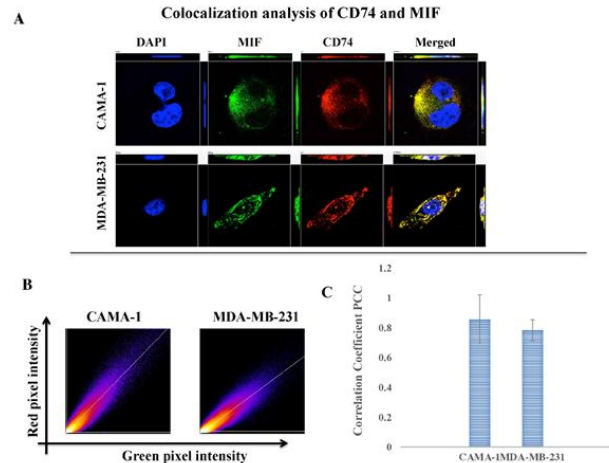 Colocalization analysis of CD74 and MIF
A
DAPI MIF CD74 Merged
CAMA-1
MDA-MB-231
B
CAMA-1 MDA-MB-231
Red pixel intensity
Green pixel intensity
C
Correlation Coefficient PCC
1.2
1
0.8
0.6
0.4
0.2
0
CAMA-1MDA-MB-231